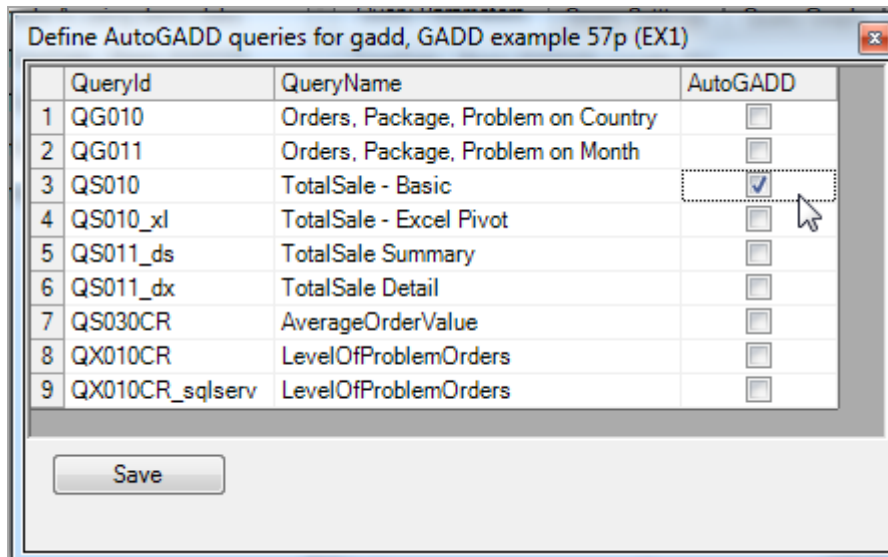 Define AutoGADD queries for gadd, GADD example 57p (EX1)
QueryId QueryName AutoGADD
1 QG010 Orders, Package, Problem on Country
2 QG011 Orders, Package, Problem on Month
3 QS010 TotalSale - Basic
4 QS010_xl TotalSale - Excel Pivot
5 QS011_ds TotalSale Summary
6 QS011_dx TotalSale Detail
7 QS030CR AverageOrderValue
8 QX010CR LevelOfProblemOrders
9 QX010CR_sqlserv LevelOfProblemOrders
Save